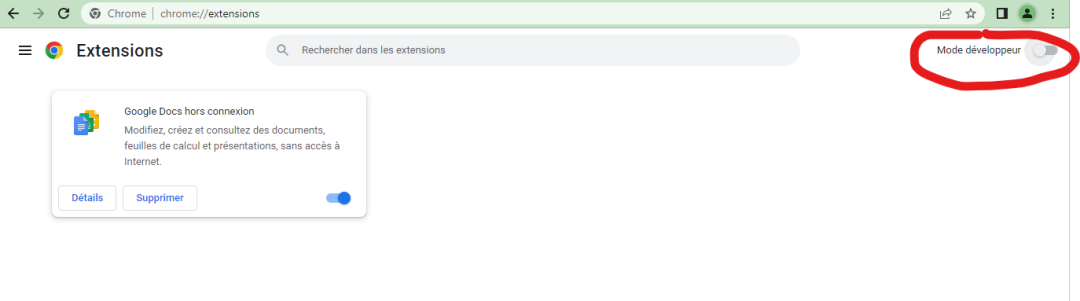 Chrome | chrome://extensions
Extensions
Rechercher dans les extensions
Mode développeur
Google Docs hors connexion
Modifiez, créez et consultez des documents,
feuilles de calcul et présentations, sans accès à
Internet.
Détails
Supprimer